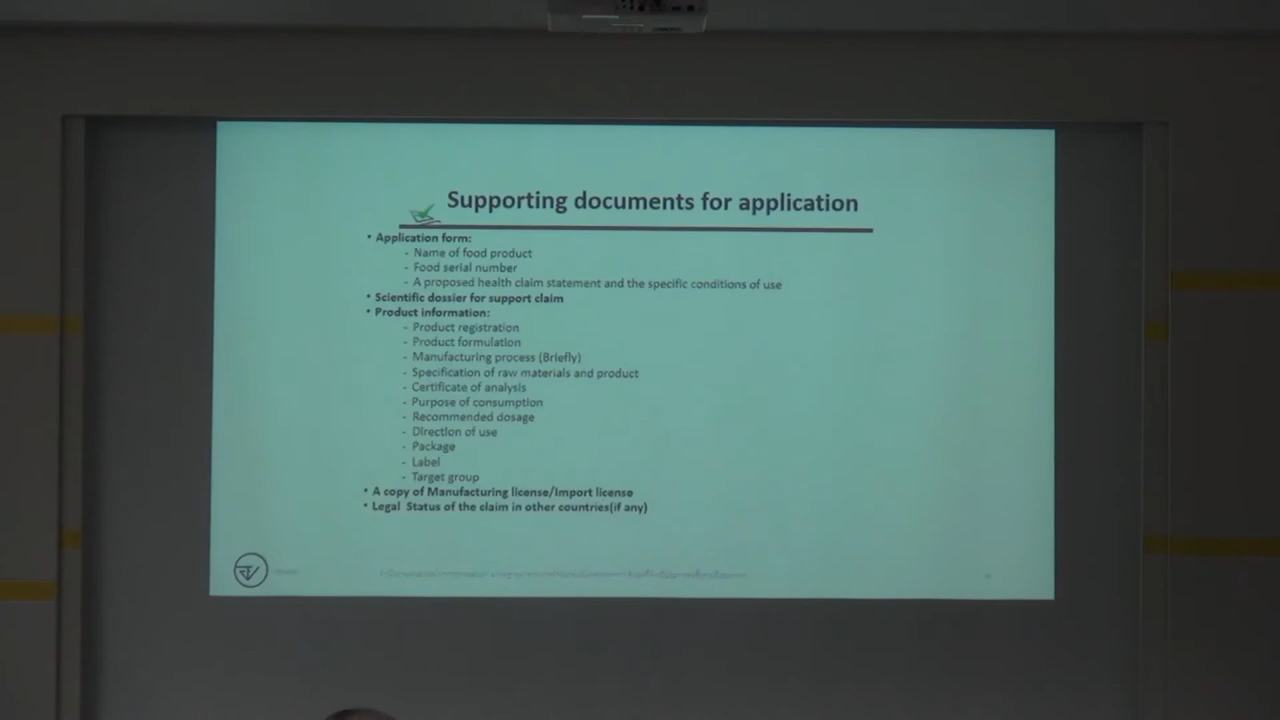 Supporting documents for application
• Application form:
- Name of food product
- Food serial number
- A proposed health claim statement and the specific conditions of use
• Scientific dossier for support claim
• Product information:
- Product registration
- Product formulation
- Manufacturing process (Briefly)
- Specification of raw materials and product
- Certificate of analysis
- Purpose of consumption
- Recommended dosage
- Direction of use
- Package
- Label
- Target group
• A copy of Manufacturing license/Import license
• Legal Status of the claim in other countries(if any)